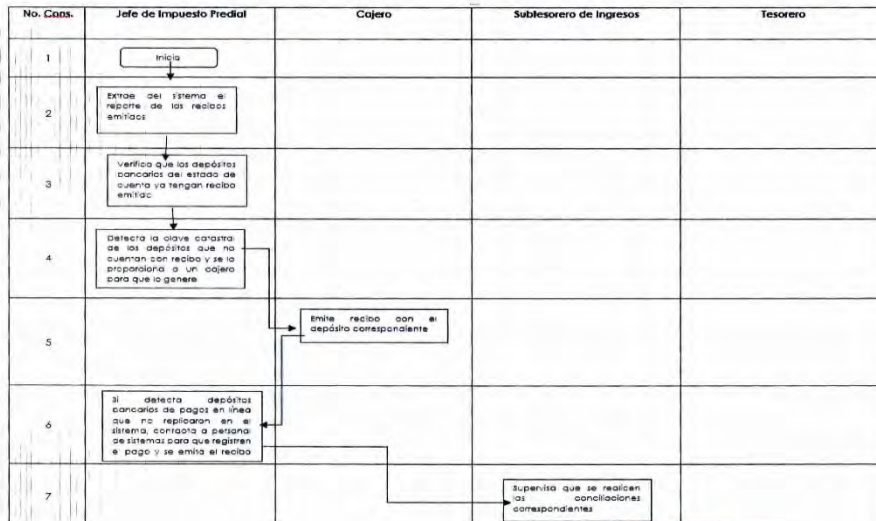 No. Cons. Jefe de Impuesto Predial Cajero Subtesorero de Ingresos Tesorero
1 Inicio
2 Extrae del sistema el
reporte de los recibos
emitidos
3 Verifica que los depósitos
bancarios del estado de
cuenta ya tengan recibo
emitido
4 Detecta la clave catastral
de los depósitos que no
cuentan con recibo y se la
proporciona a un cajero
para que lo genere
5 Emite recibo con el
depósito correspondiente
6 Si detecta depósitos
bancarios de pagos en línea
que no replicaron en el
sistema, contacta a personal
de sistemas para que registren
el pago y se emita el recibo
7 Supervisa que se realicen
las conciliaciones
correspondientes